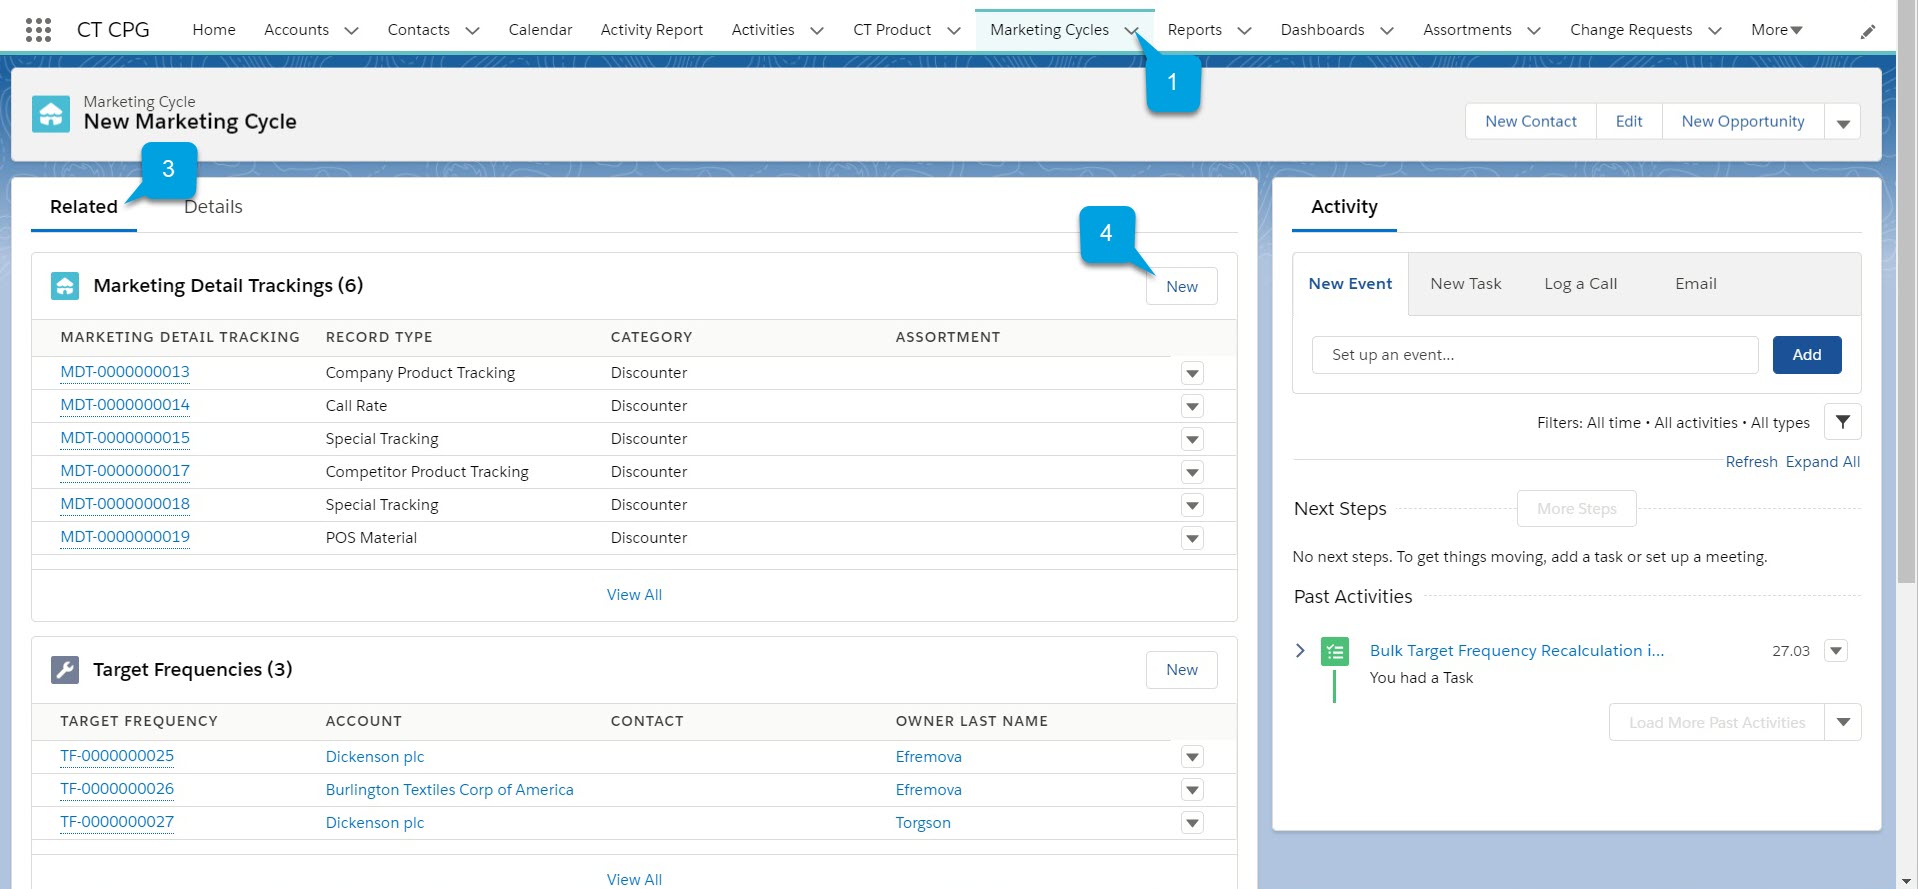 CT CPG Home Accounts Contacts Calendar Activity Report Activities CT Product Marketing Cycles Reports Dashboards Assortments Change Requests More
1
Marketing Cycle
New Marketing Cycle
New Contact Edit New Opportunity
3
Related Details
4
Marketing Detail Trackings (6) New
MARKETING DETAIL TRACKING RECORD TYPE CATEGORY ASSORTMENT
MDT-0000000013 Company Product Tracking Discounter
MDT-0000000014 Call Rate Discounter
MDT-0000000015 Special Tracking Discounter
MDT-0000000017 Competitor Product Tracking Discounter
MDT-0000000018 Special Tracking Discounter
MDT-0000000019 POS Material Discounter
View All
Target Frequencies (3) New
TARGET FREQUENCY ACCOUNT CONTACT OWNER LAST NAME
TF-0000000025 Dickenson plc Efremova
TF-0000000026 Burlington Textiles Corp of America Efremova
TF-0000000027 Dickenson plc Torgson
View All
Activity
New Event New Task Log a Call Email
Set up an event... Add
Filters: All time • All activities • All types
Refresh Expand All
Next Steps More Steps
No next steps. To get things moving, add a task or set up a meeting.
Past Activities
Bulk Target Frequency Recalculation i... 27.03
You had a Task
Load More Past Activities